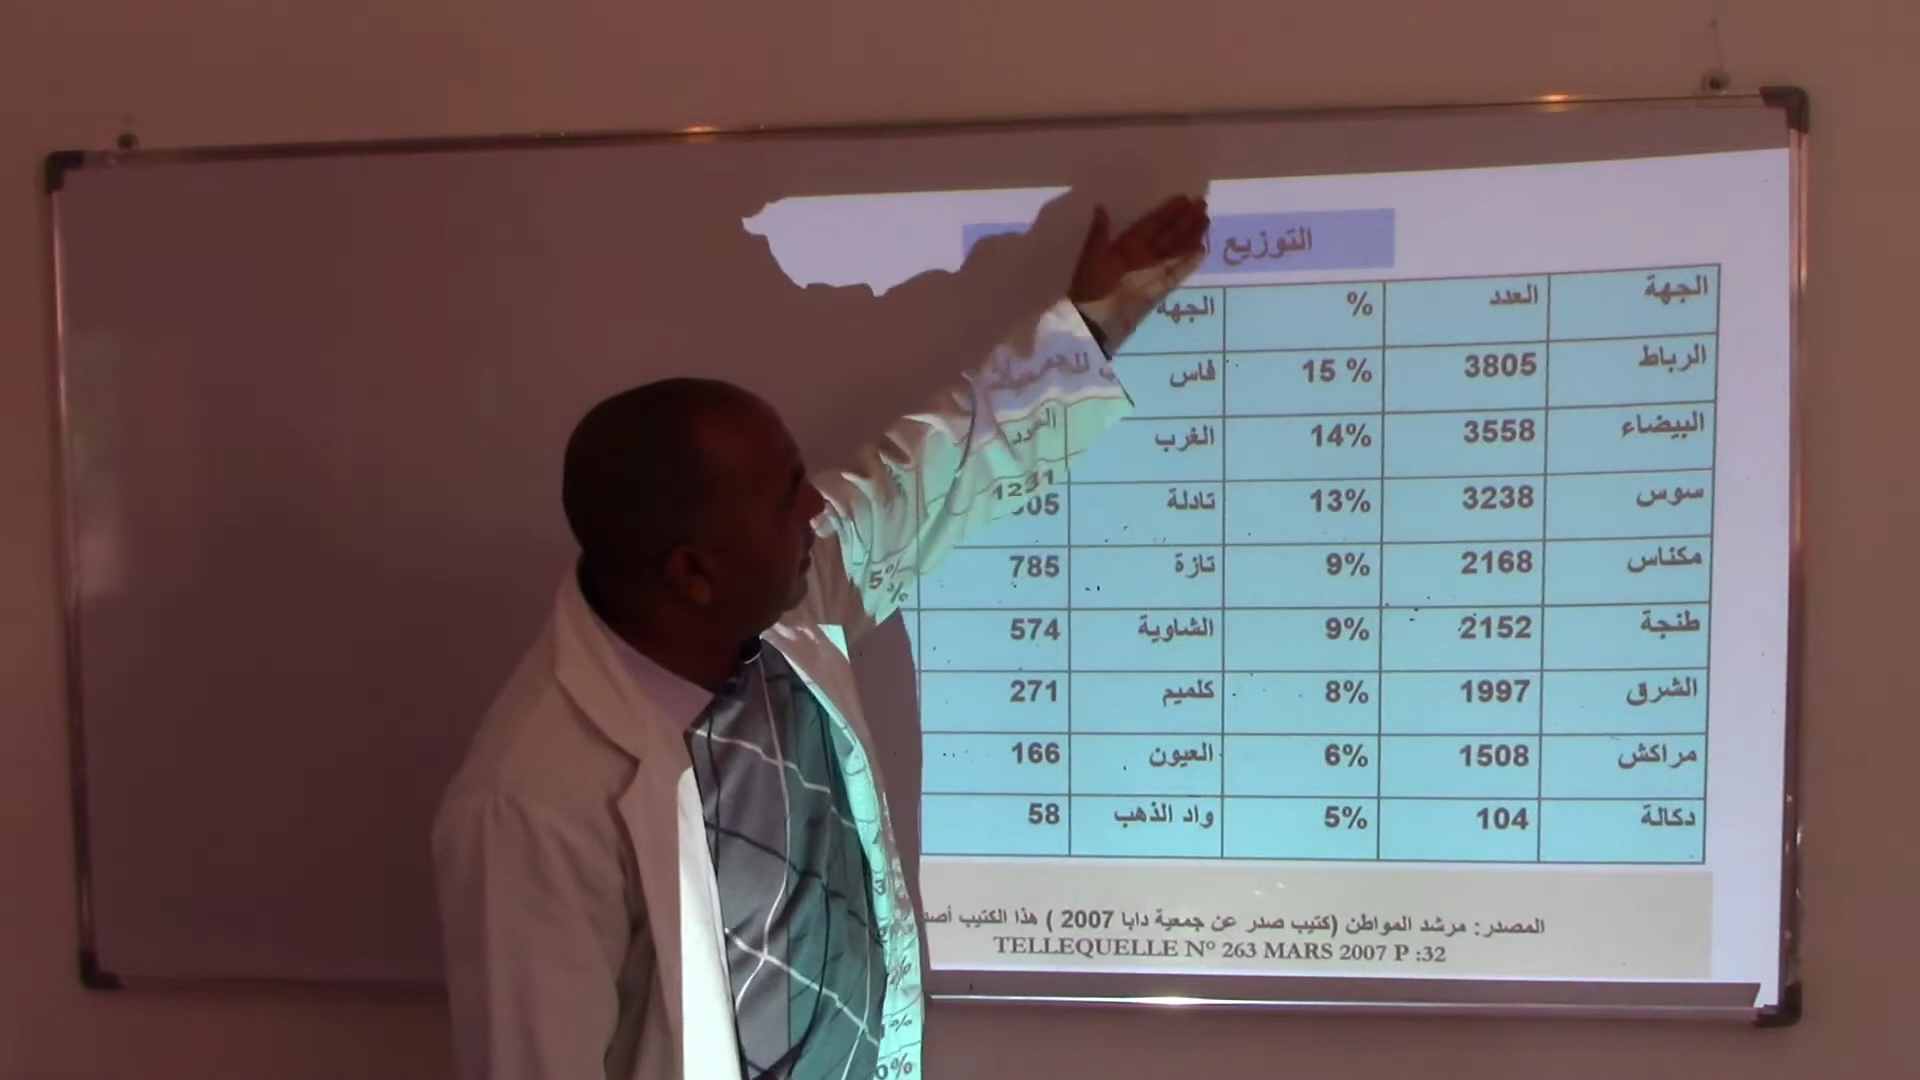 التوزيع
الجهة العدد % الجهة
الرباط 3805 15 % فاس
البيضاء 3558 14% الغرب
سوس 3238 13% تادلة
مكناس 2168 9% تازة 785
طنجة 2152 9% الشاوية 574
الشرق 1997 8% كلميم 271
مراكش 1508 6% العيون 166
دكالة 104 5% واد الذهب 58
المصدر: مرشد المواطن (كتيب صدر عن جمعية دابا 2007 ) هذا الكتيب
TELLEQUELLE N° 263 MARS 2007 P :32